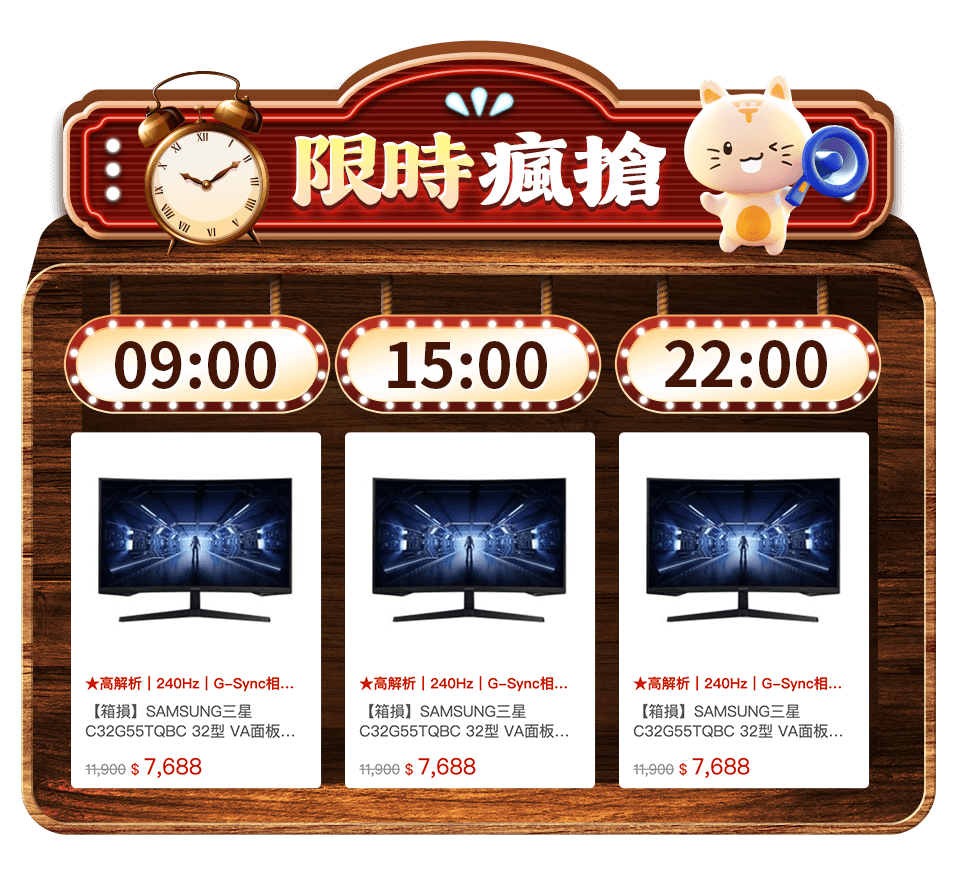 限時瘋搶
09:00
15:00
22:00
★高解析｜240Hz｜G-Sync相...
【箱損】SAMSUNG三星
C32G55TQBC 32型 VA面板...
11,900 $ 7,688
★高解析｜240Hz｜G-Sync相...
【箱損】SAMSUNG三星
C32G55TQBC 32型 VA面板...
11,900 $ 7,688
★高解析｜240Hz｜G-Sync相...
【箱損】SAMSUNG三星
C32G55TQBC 32型 VA面板...
11,900 $ 7,688